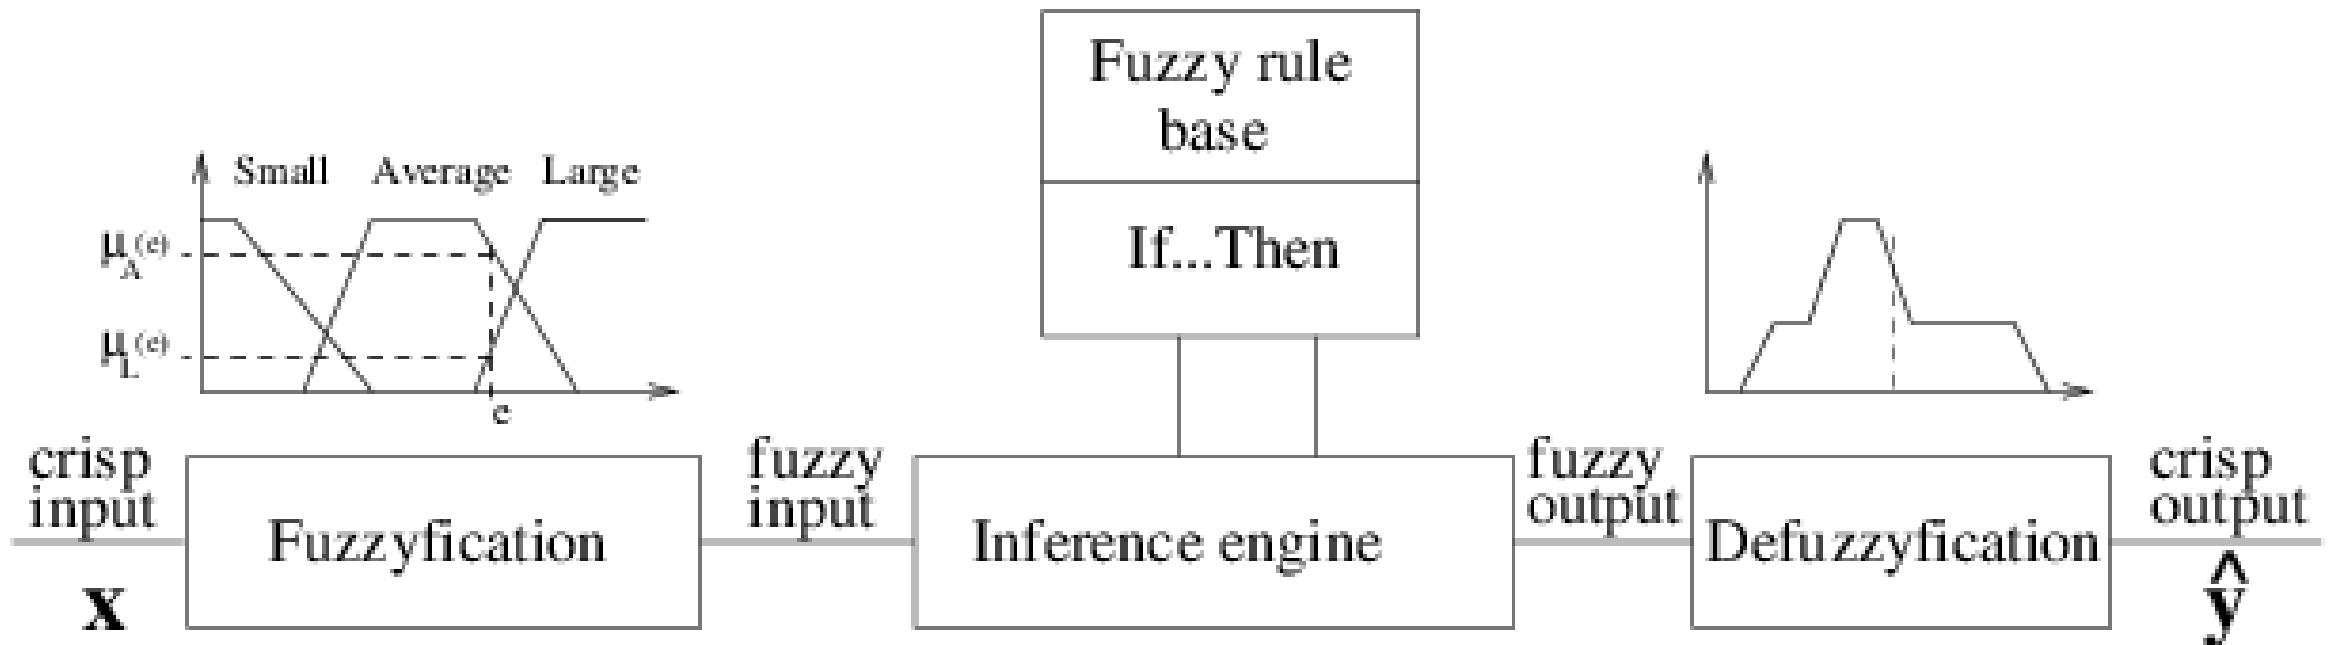 Fuzzy rule
base
If...Then
Small Average Large
μA(e)
μL(e)
e
crisp
input
x
Fuzzyfication
fuzzy
input
Inference engine
fuzzy
output
Defuzzyfication
crisp
output
ŷ